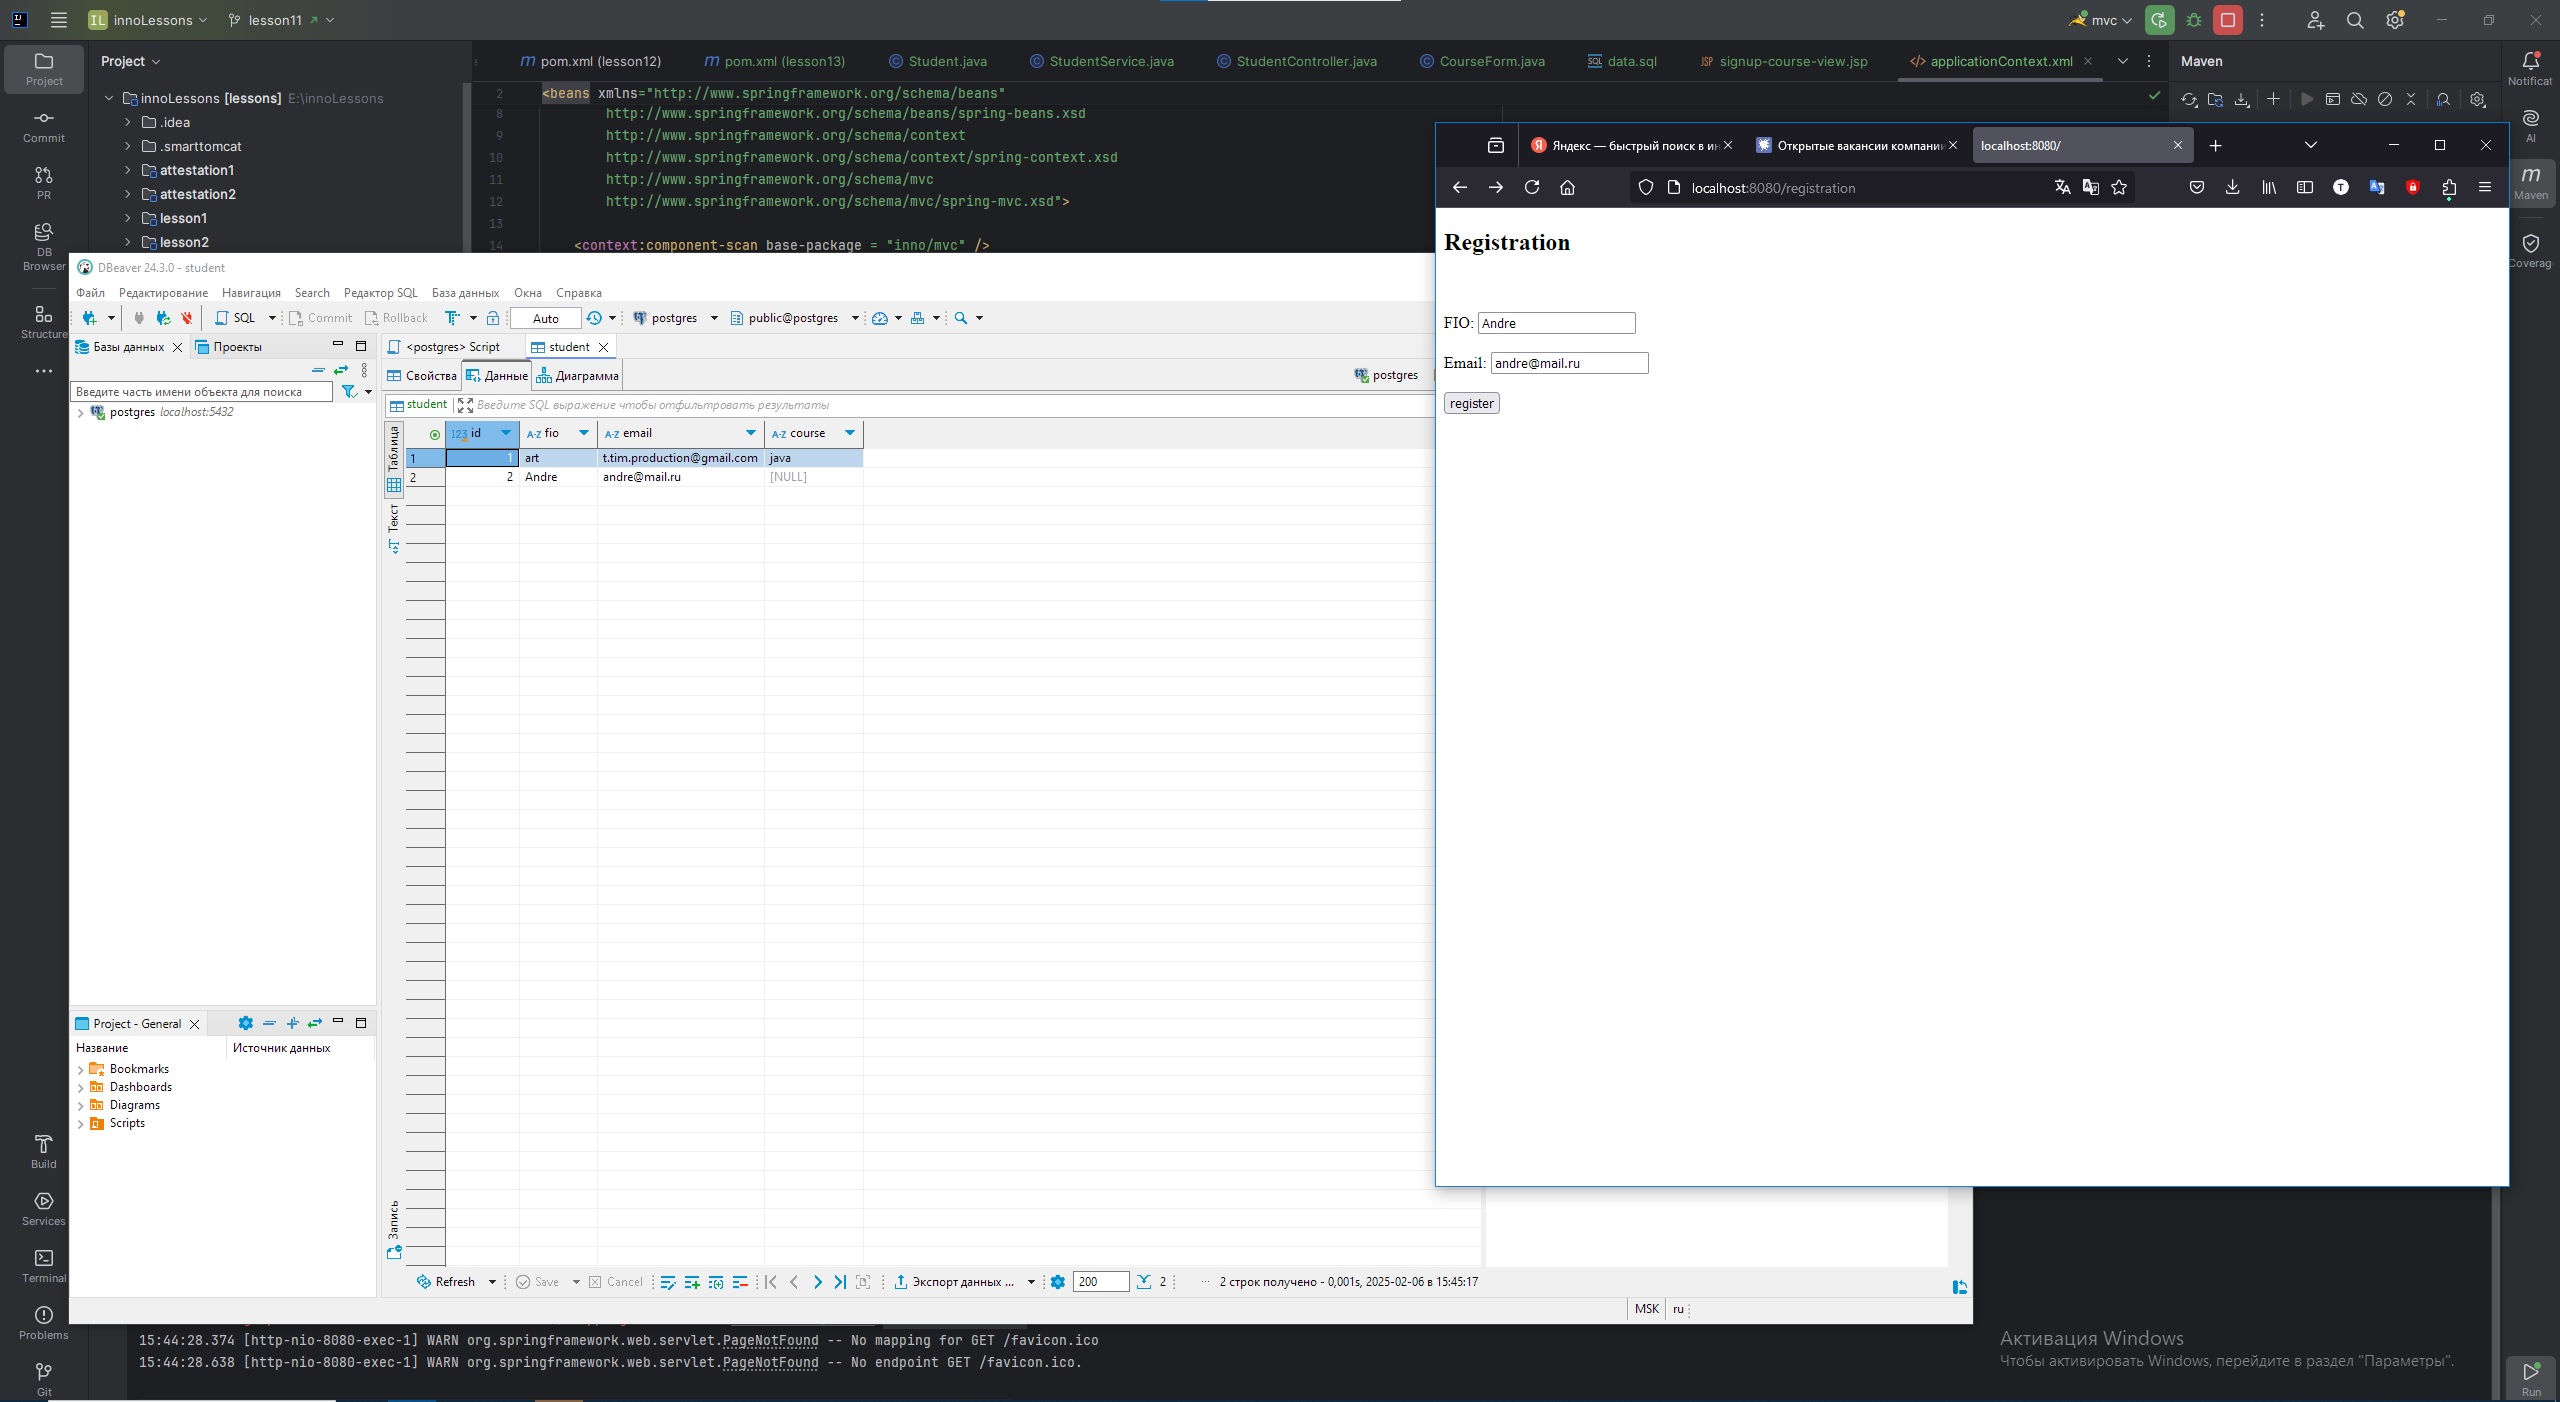 IL innoLessons
lesson11
mvc
Project
Commit
PR
DB
Browser
Structure
Build
Services
Terminal
Problems
Git
Project
innoLessons [lessons] E:\innoLessons
.idea
.smarttomcat
attestation1
attestation2
lesson1
lesson2
pom.xml (lesson12)
pom.xml (lesson13)
Student.java
StudentService.java
StudentController.java
CourseForm.java
data.sql
signup-course-view.jsp
applicationContext.xml
2 <beans xmlns="http://www.springframework.org/schema/beans"
8 http://www.springframework.org/schema/beans/spring-beans.xsd
9 http://www.springframework.org/schema/context
10 http://www.springframework.org/schema/context/spring-context.xsd
11 http://www.springframework.org/schema/mvc
12 http://www.springframework.org/schema/mvc/spring-mvc.xsd">
13
14 <context:component-scan base-package = "inno/mvc" />
Maven
Notificat
AI
Maven
Coverag
Run
DBeaver 24.3.0 - student
Файл Редактирование Навигация Search Редактор SQL База данных Окна Справка
SQL Commit Rollback Auto postgres public@postgres
Базы данных Проекты
Введите часть имени объекта для поиска
postgres localhost:5432
<postgres> Script student
Свойства Данные Диаграмма postgres
student Введите SQL выражение чтобы отфильтровать результаты
Таблица
Текст
Запись
123 id A-Z fio A-Z email A-Z course
1 1 art t.tim.production@gmail.com java
2 2 Andre andre@mail.ru [NULL]
Project - General
Название Источник данных
Bookmarks
Dashboards
Diagrams
Scripts
Refresh Save Cancel Экспорт данных ... 200 2 ... 2 строк получено - 0,001s, 2025-02-06 в 15:45:17
MSK ru
Яндекс — быстрый поиск в ин
Открытые вакансии компании
localhost:8080/
localhost:8080/registration
Registration
FIO: Andre
Email: andre@mail.ru
register
15:44:28.374 [http-nio-8080-exec-1] WARN org.springframework.web.servlet.PageNotFound -- No mapping for GET /favicon.ico
15:44:28.638 [http-nio-8080-exec-1] WARN org.springframework.web.servlet.PageNotFound -- No endpoint GET /favicon.ico.
Активация Windows
Чтобы активировать Windows, перейдите в раздел "Параметры".